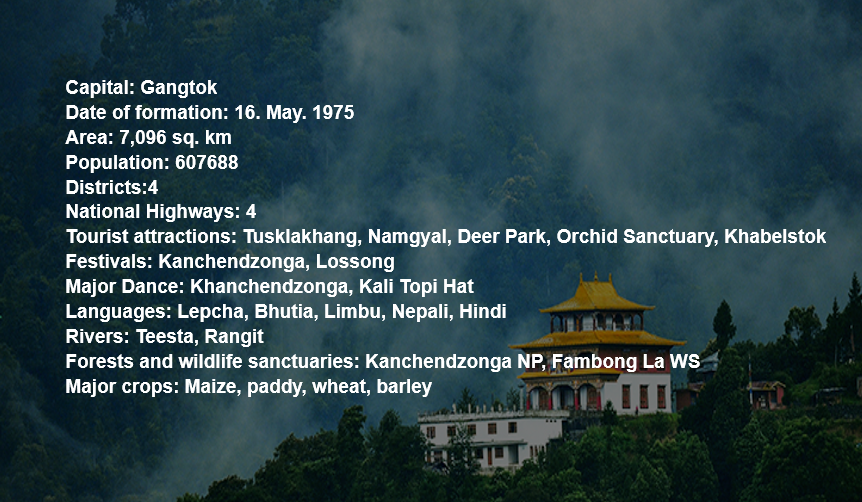 Capital: Gangtok
Date of formation: 16. May. 1975
Area: 7,096 sq. km
Population: 607688
Districts:4
National Highways: 4
Tourist attractions: Tusklakhang, Namgyal, Deer Park, Orchid Sanctuary, Khabelstok
Festivals: Kanchendzonga, Lossong
Major Dance: Khanchendzonga, Kali Topi Hat
Languages: Lepcha, Bhutia, Limbu, Nepali, Hindi
Rivers: Teesta, Rangit
Forests and wildlife sanctuaries: Kanchendzonga NP, Fambong La WS
Major crops: Maize, paddy, wheat, barley